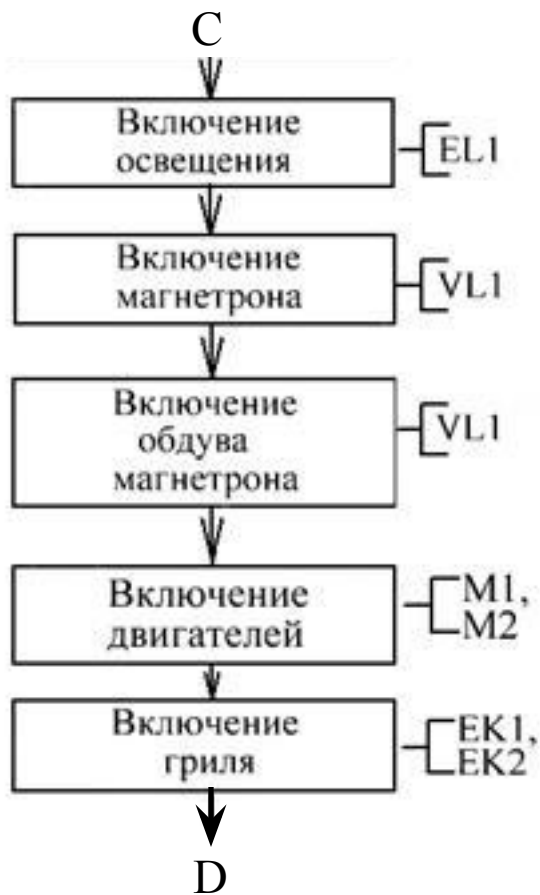 C
Включение
освещения
EL1
Включение
магнетрона
VL1
Включение
обдува
магнетрона
VL1
Включение
двигателей
M1,
M2
Включение
гриля
EK1,
EK2
D